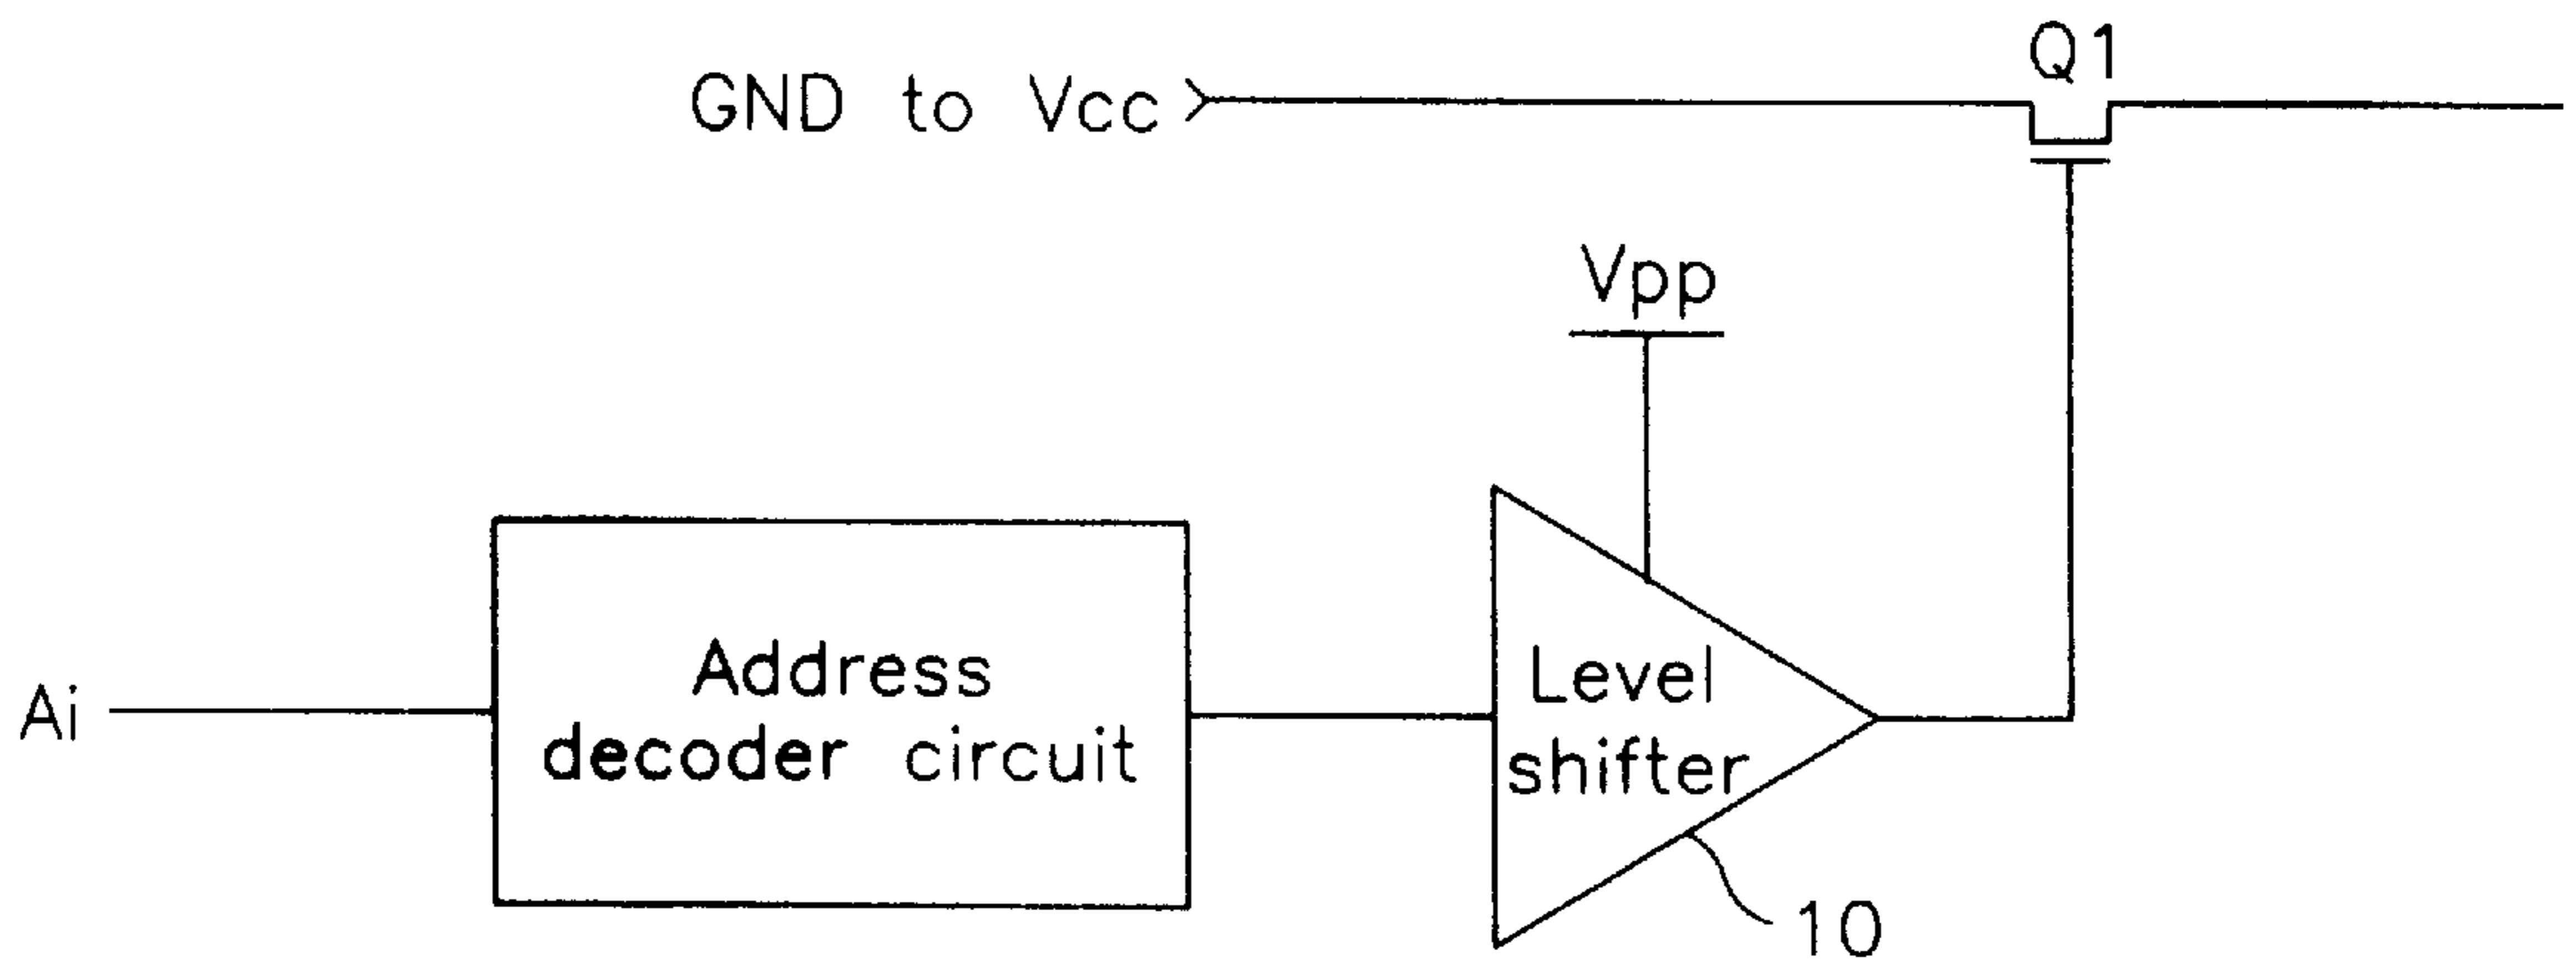 Q1
GND to Vcc
Vpp
Ai
Address
decoder circuit
Level
shifter
10